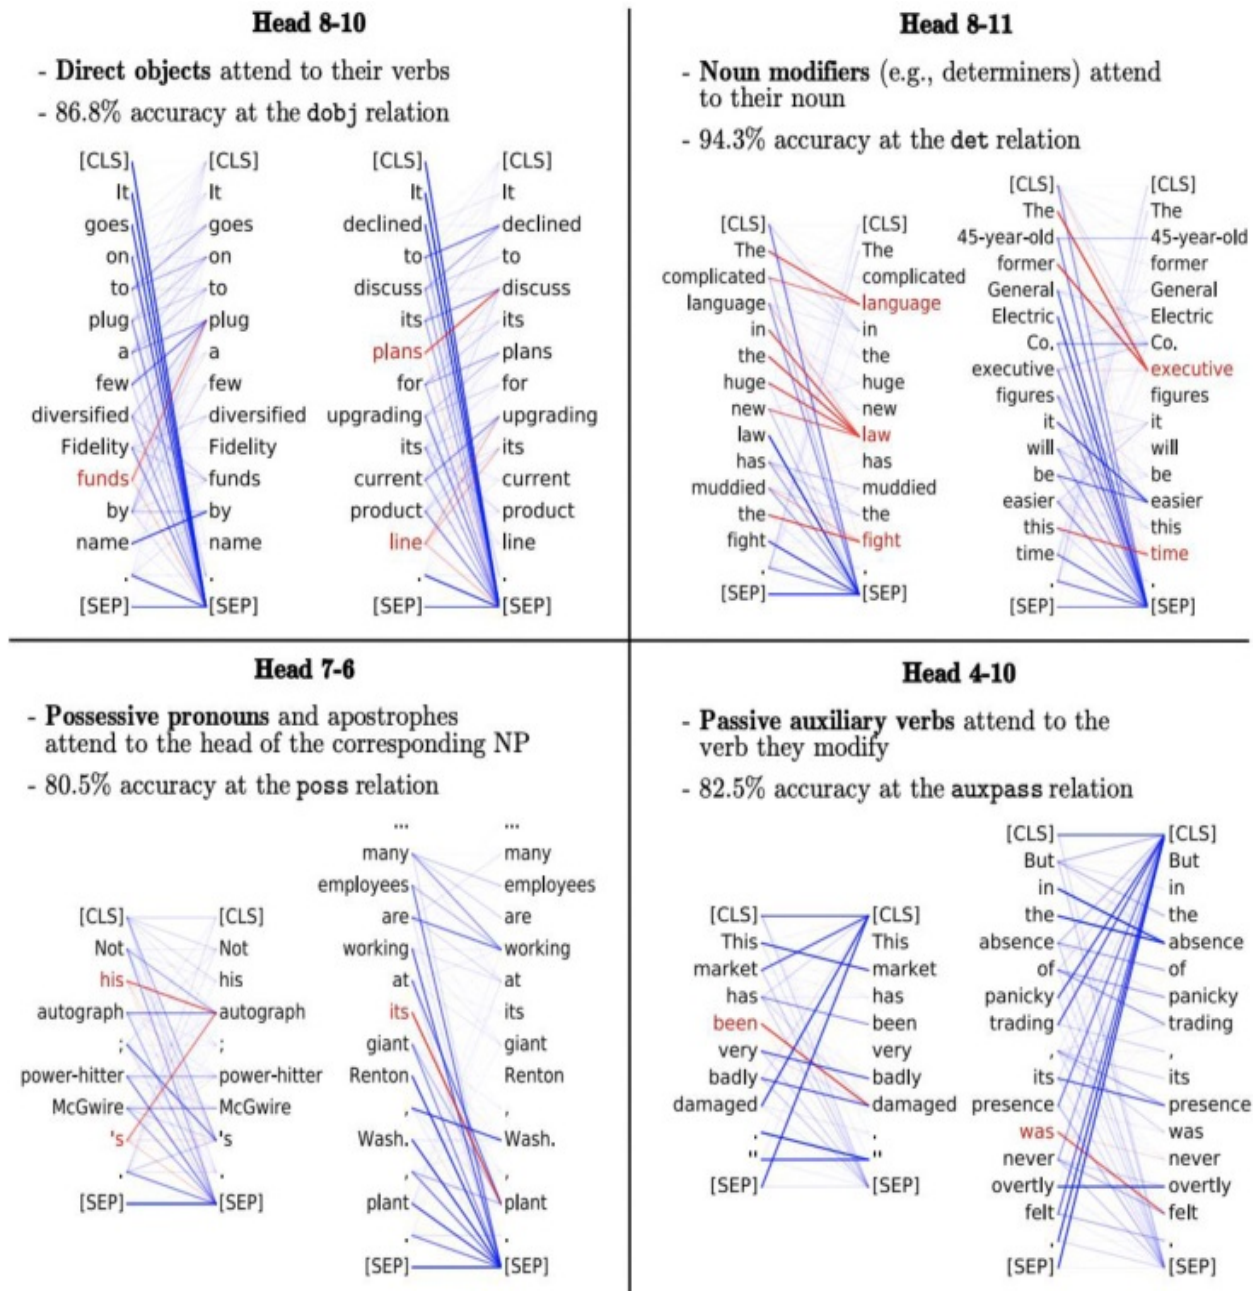 Head 8-10
- Direct objects attend to their verbs
- 86.8% accuracy at the dobj relation
[CLS] [CLS]
It It
goes goes
on on
to to
plug plug
a a
few few
diversified diversified
Fidelity Fidelity
funds funds
by by
name name
. .
[SEP] [SEP]
[CLS] [CLS]
It It
declined declined
to to
discuss discuss
its its
plans plans
for for
upgrading upgrading
its its
current current
product product
line line
. .
[SEP] [SEP]
Head 8-11
- Noun modifiers (e.g., determiners) attend
to their noun
- 94.3% accuracy at the det relation
[CLS] [CLS]
The The
complicated complicated
language language
in in
the the
huge huge
new new
law law
has has
muddied muddied
the the
fight fight
. .
[SEP] [SEP]
[CLS] [CLS]
The The
45-year-old 45-year-old
former former
General General
Electric Electric
Co. Co.
executive executive
figures figures
it it
will will
be be
easier easier
this this
time time
. .
[SEP] [SEP]
Head 7-6
- Possessive pronouns and apostrophes
attend to the head of the corresponding NP
- 80.5% accuracy at the poss relation
[CLS] [CLS]
Not Not
his his
autograph autograph
; ;
power-hitter power-hitter
McGwire McGwire
's 's
. .
[SEP] [SEP]
... ...
many many
employees employees
are are
working working
at at
its its
giant giant
Renton Renton
, ,
Wash. Wash.
, ,
plant plant
. .
[SEP] [SEP]
Head 4-10
- Passive auxiliary verbs attend to the
verb they modify
- 82.5% accuracy at the auxpass relation
[CLS] [CLS]
This This
market market
has has
been been
very very
badly badly
damaged damaged
. .
" "
[SEP] [SEP]
[CLS] [CLS]
But But
in in
the the
absence absence
of of
panicky panicky
trading trading
, ,
its its
presence presence
was was
never never
overtly overtly
felt felt
. .
[SEP] [SEP]